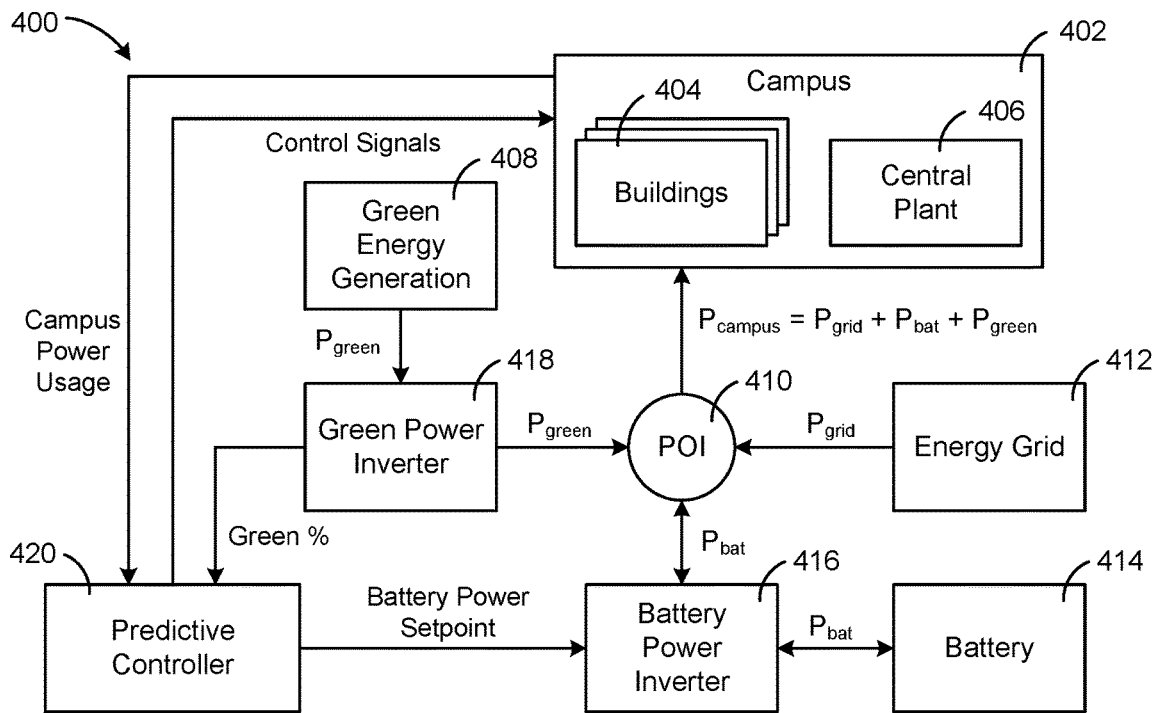 400
402
Campus
404
406
Control Signals
408
Buildings
Central
Plant
Green
Energy
Generation
Campus
Power
Usage
P_green
P_campus = P_grid + P_bat + P_green
418
410
412
Green Power
Inverter
P_green
POI
P_grid
Energy Grid
Green %
P_bat
420
416
414
Predictive
Controller
Battery Power
Setpoint
Battery
Power
Inverter
P_bat
Battery